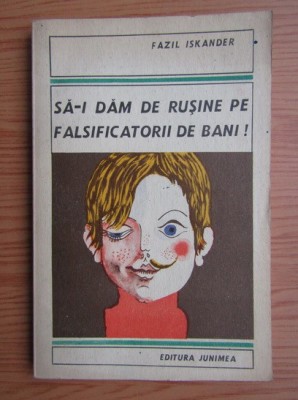 FAZIL ISKANDER
SĂ-I DĂM DE RUȘINE PE
FALSIFICATORII DE BANI !
EDITURA JUNIMEA